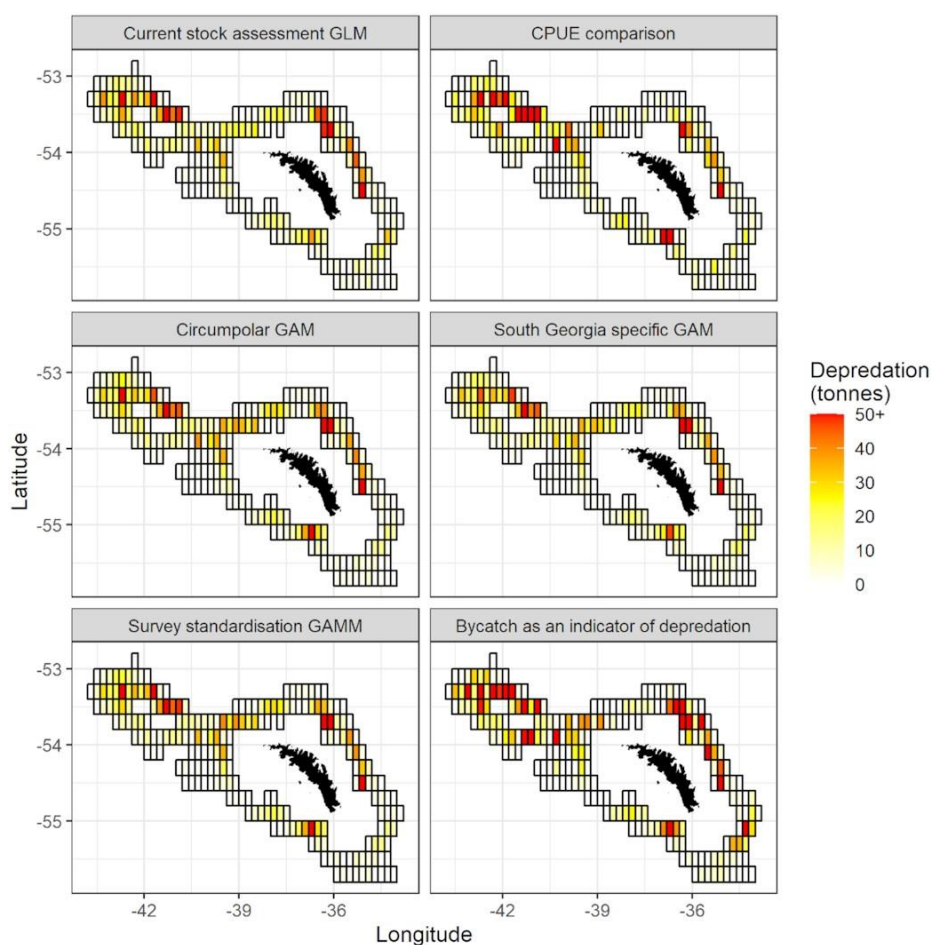 Current stock assessment GLM
CPUE comparison
-53
-54
-55
Circumpolar GAM
South Georgia specific GAM
-53
-54
-55
Survey standardisation GAMM
Bycatch as an indicator of depredation
-53
-54
-55
-42
-39
-36
-42
-39
-36
Latitude
Longitude
Depredation
(tonnes)
50+
40
30
20
10
0